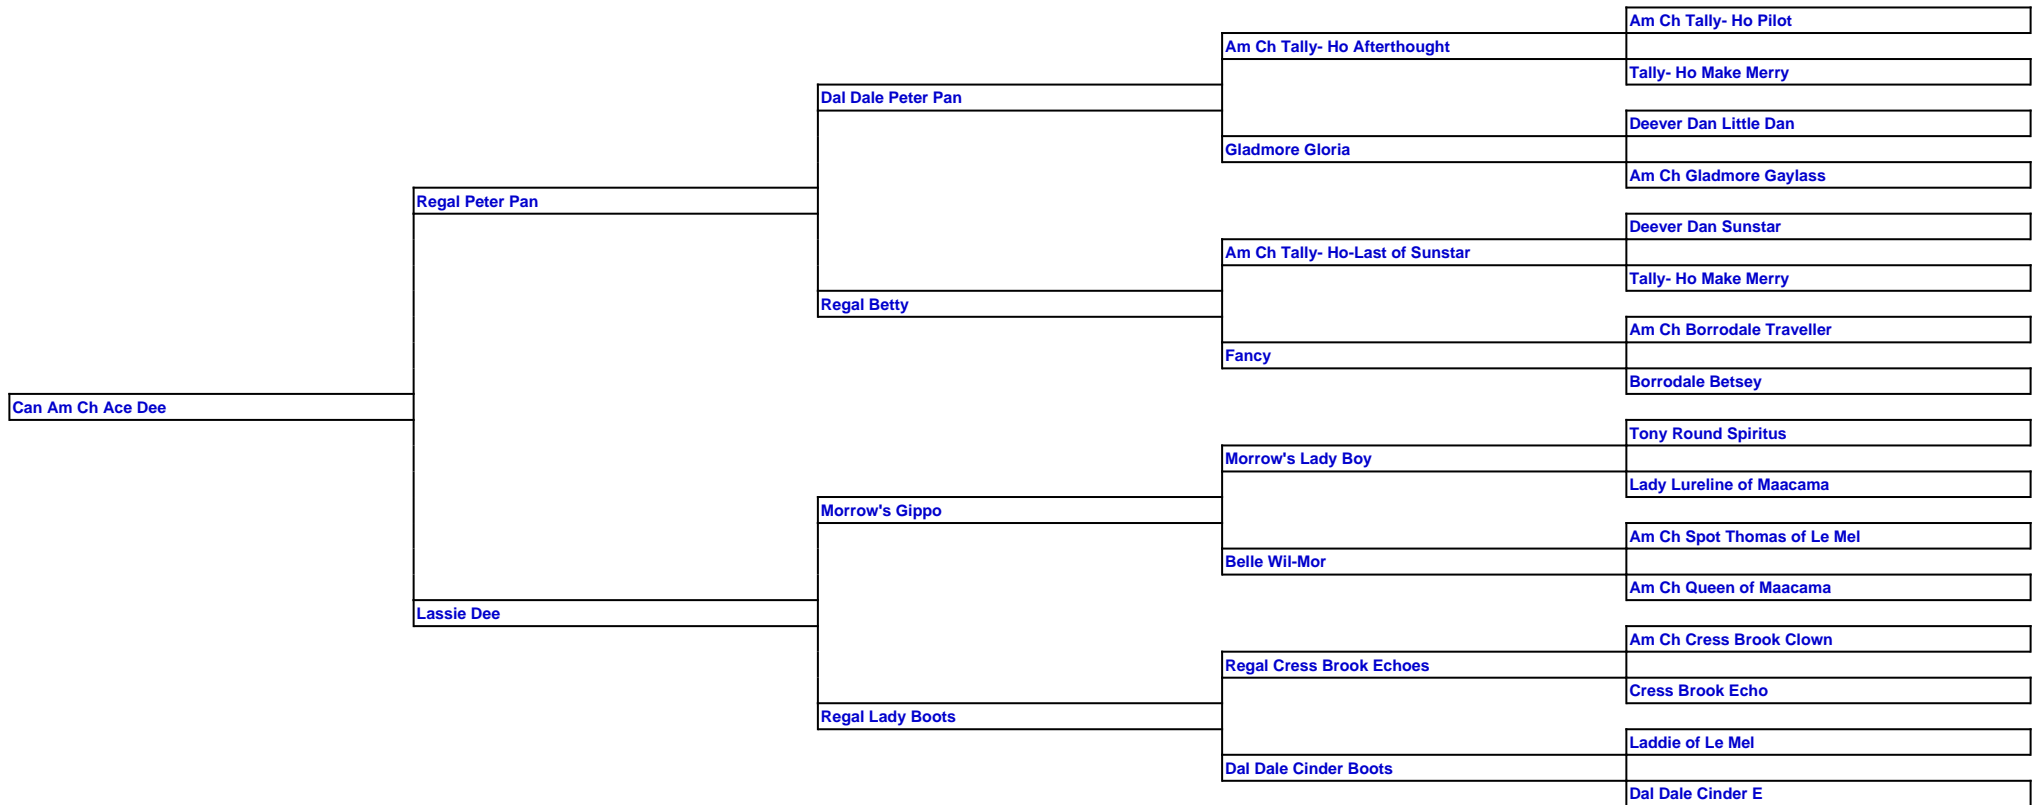 Am Ch Tally- Ho Pilot
Am Ch Tally- Ho Afterthought
Tally- Ho Make Merry
Dal Dale Peter Pan
Deever Dan Little Dan
Gladmore Gloria
Am Ch Gladmore Gaylass
Regal Peter Pan
Deever Dan Sunstar
Am Ch Tally- Ho-Last of Sunstar
Tally- Ho Make Merry
Regal Betty
Am Ch Borrodale Traveller
Fancy
Borrodale Betsey
Can Am Ch Ace Dee
Tony Round Spiritus
Morrow's Lady Boy
Lady Lureline of Maacama
Morrow's Gippo
Am Ch Spot Thomas of Le Mel
Belle Wil-Mor
Am Ch Queen of Maacama
Lassie Dee
Am Ch Cress Brook Clown
Regal Cress Brook Echoes
Cress Brook Echo
Regal Lady Boots
Laddie of Le Mel
Dal Dale Cinder Boots
Dal Dale Cinder E